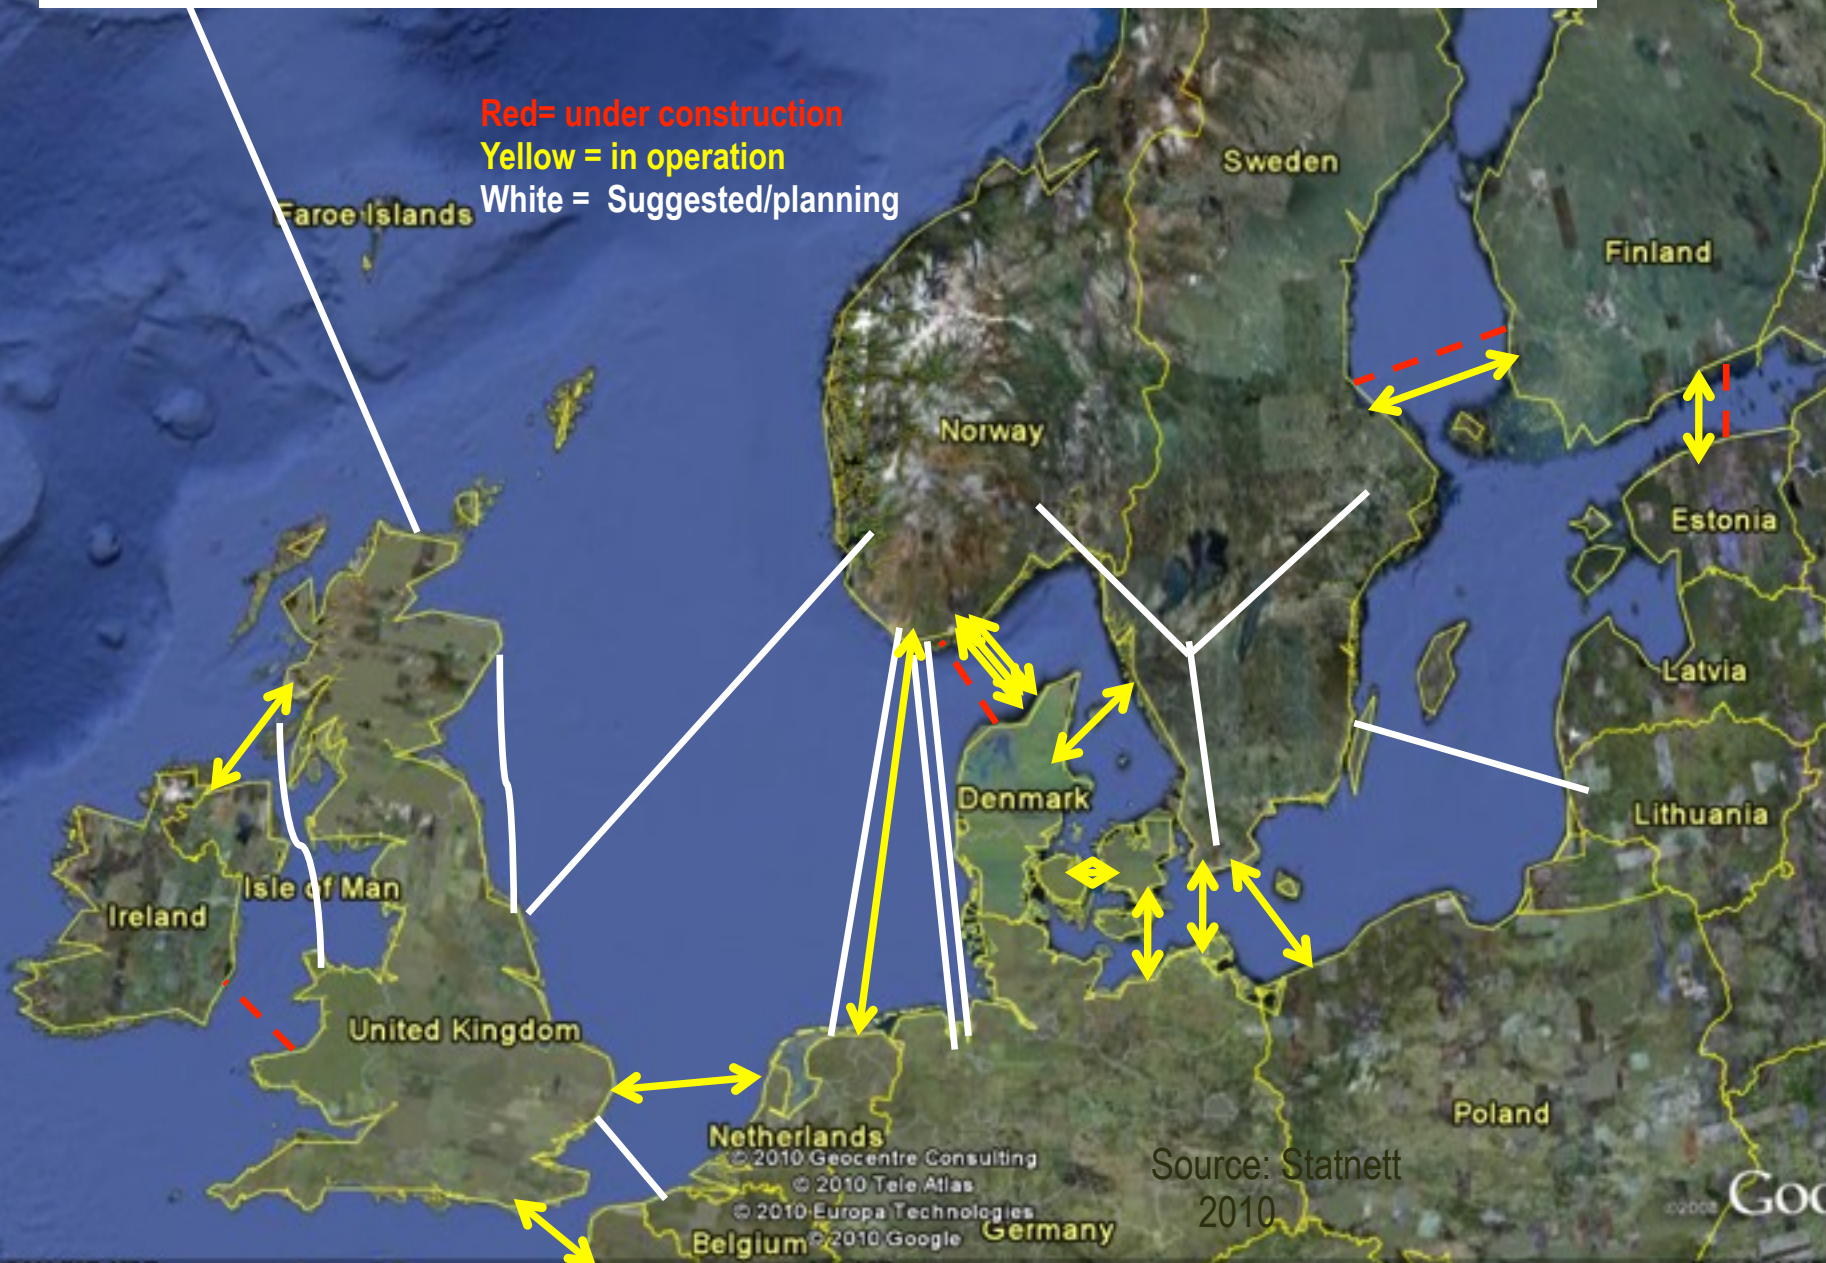 Red= under construction
Yellow = in operation
White =  Suggested/planning
Faroe Islands
Sweden
Finland
Norway
Estonia
Latvia
Denmark
Lithuania
Isle of Man
Ireland
United Kingdom
Poland
Netherlands
© 2010 Geocentre Consulting
© 2010 Tele Atlas
© 2010 Europa Technologies
© 2010 Google
Belgium
Germany
Source: Statnett
2010
©2008
Goo